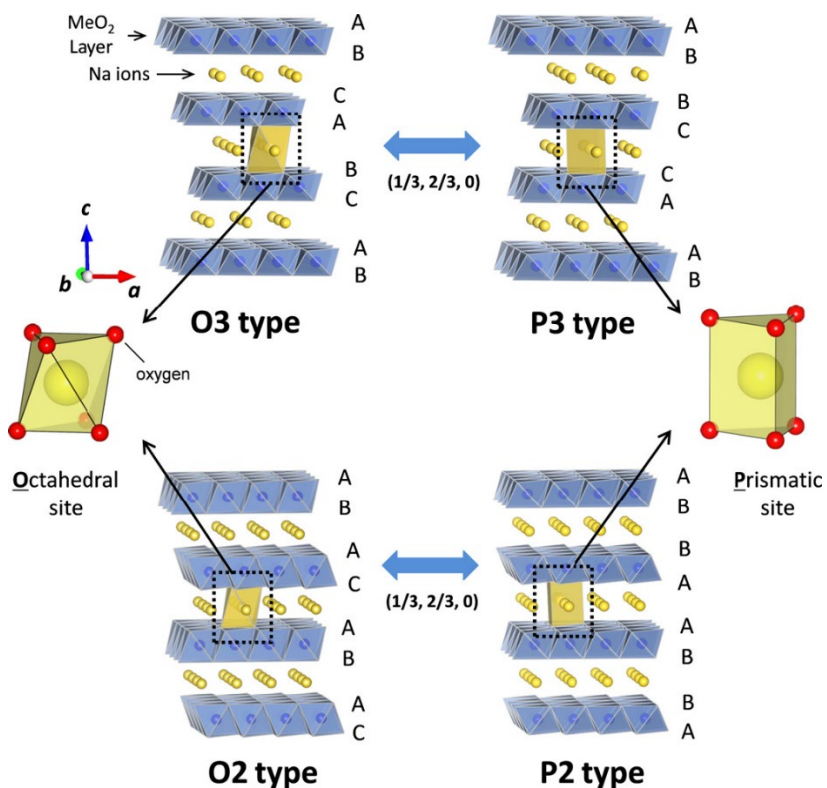 MeO2
Layer
Na ions
A
B
C
A
B
C
A
B
(1/3, 2/3, 0)
A
B
B
C
C
A
A
B
c
b
a
O3 type
P3 type
oxygen
Octahedral
site
Prismatic
site
A
B
A
C
A
B
A
C
(1/3, 2/3, 0)
A
B
B
A
A
B
B
A
O2 type
P2 type